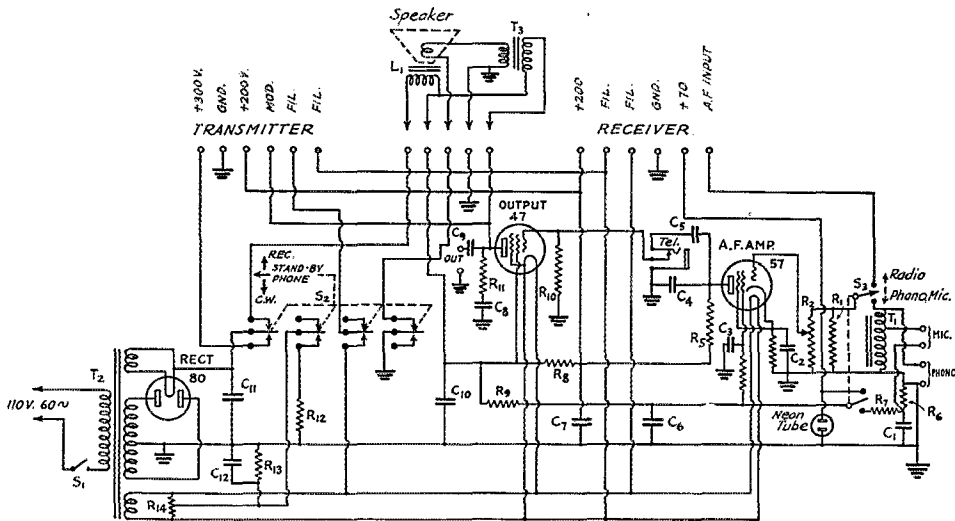 Speaker
T3
L1
+300V.
GND.
+200V.
MOD.
FIL.
FIL.
TRANSMITTER
+200
FIL.
FIL.
GND
+70
A.F INPUT
RECEIVER
OUTPUT
47
C9
OUT
R11
C8
R10
C5
Tel.
C4
A.F. AMP.
57
S3
Radio
Phono, Mic.
REC.
STAND-BY
PHONE
C.W.
S2
R5
C3
C2
R2
R1
T1
MIC.
PHONO
T2
RECT
80
110V. 60~
S1
C11
R12
C10
R9
R8
C7
C6
Neon
Tube
R7
R6
C1
C12
R13
R14